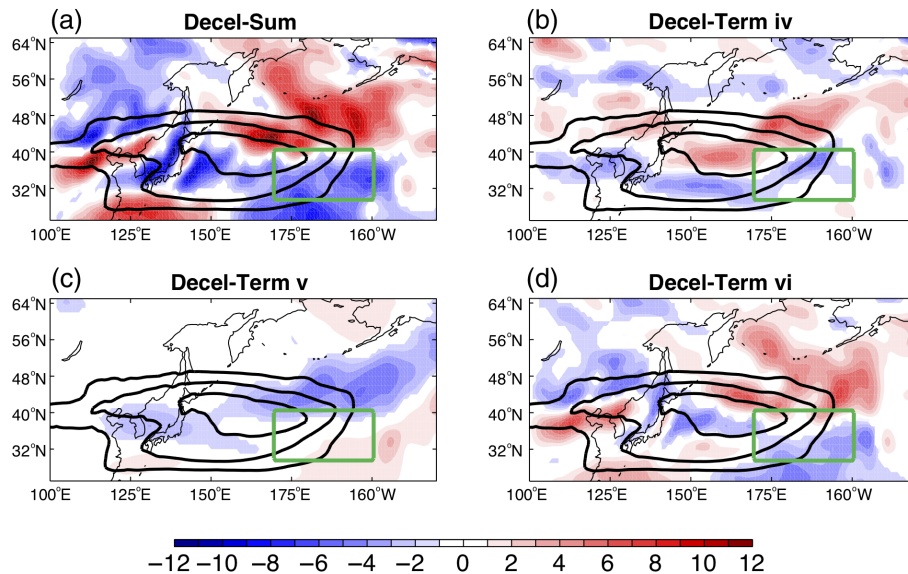 (a) Decel-Sum
(b) Decel-Term iv
64°N 64°N
56°N 56°N
48°N 48°N
40°N 40°N
32°N 32°N
100°E 125°E 150°E 175°E 160°W 100°E 125°E 150°E 175°E 160°W
(c) Decel-Term v
(d) Decel-Term vi
64°N 64°N
56°N 56°N
48°N 48°N
40°N 40°N
32°N 32°N
100°E 125°E 150°E 175°E 160°W 100°E 125°E 150°E 175°E 160°W
−12 −10 −8 −6 −4 −2 0 2 4 6 8 10 12